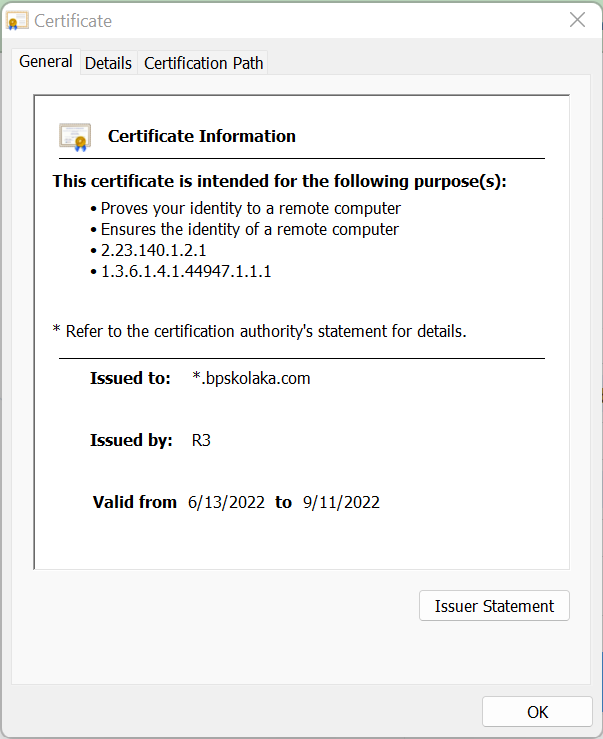 Certificate
General Details Certification Path
Certificate Information
This certificate is intended for the following purpose(s):
• Proves your identity to a remote computer
• Ensures the identity of a remote computer
• 2.23.140.1.2.1
• 1.3.6.1.4.1.44947.1.1.1
* Refer to the certification authority's statement for details.
Issued to: *.bpskolaka.com
Issued by: R3
Valid from 6/13/2022 to 9/11/2022
Issuer Statement
OK